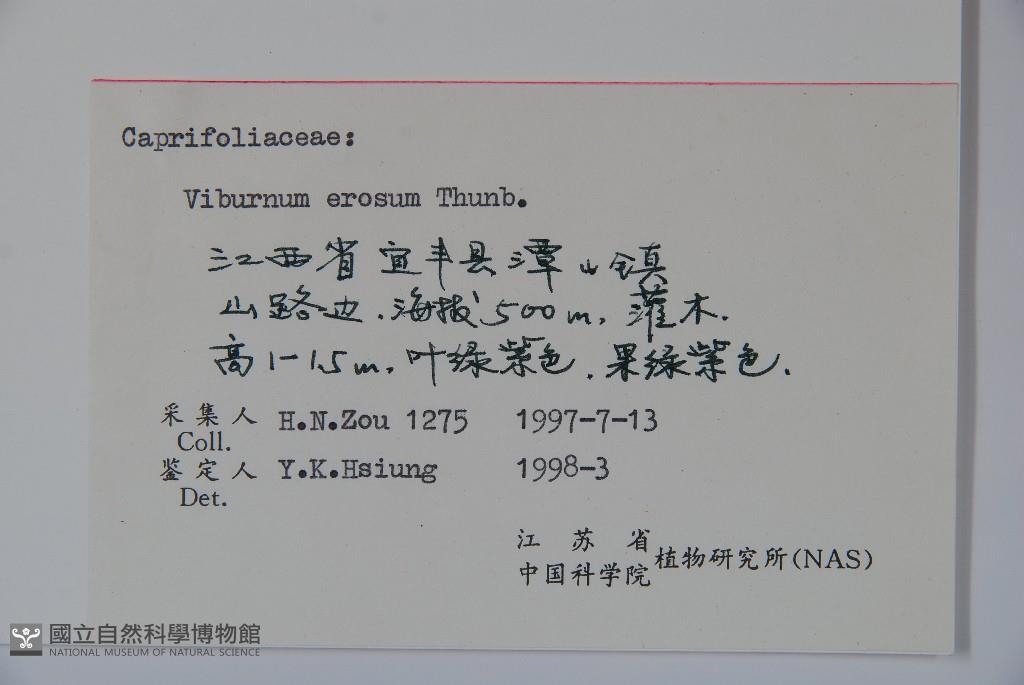 Caprifoliaceae:
Viburnum erosum Thunb.
江西省宜丰县潭山镇
山路边.海拔500m,灌木.
高1-1.5m,叶绿紫色.果绿紫色.
采集人 H.N.Zou 1275 1997-7-13
Coll.
鉴定人 Y.K.Hsiung 1998-3
Det.
江苏省
中国科学院 植物研究所(NAS)
國立自然科學博物館
NATIONAL MUSEUM OF NATURAL SCIENCE